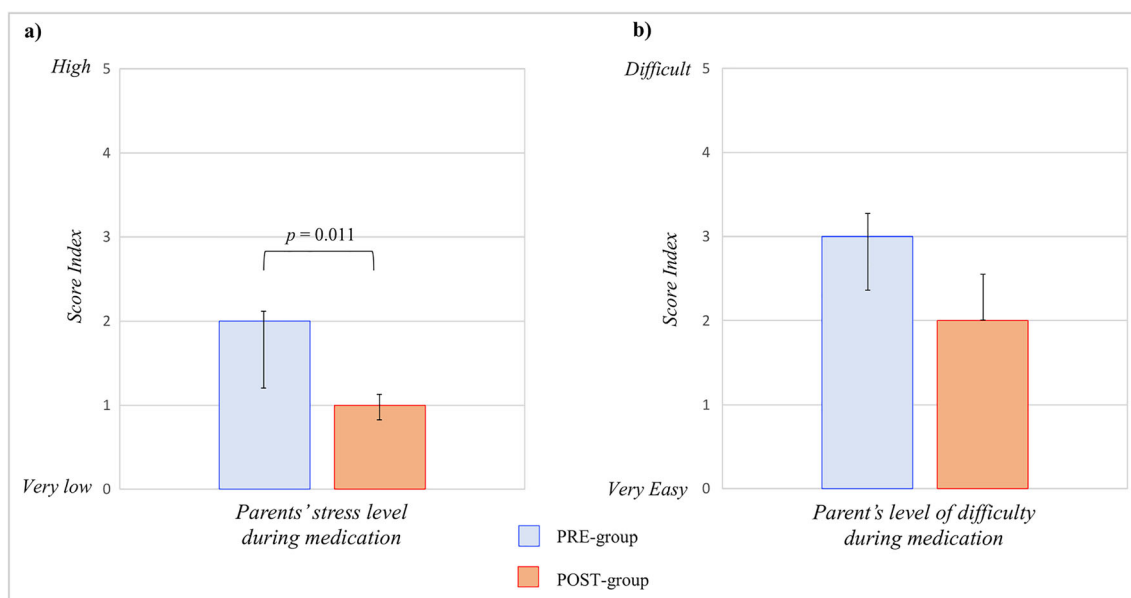 a)
High
5
4
3
2
1
0
Very low
Score Index
p = 0.011
Parents’ stress level
during medication
b)
Difficult
5
4
3
2
1
0
Very Easy
Score Index
Parent’s level of difficulty
during medication
PRE-group
POST-group